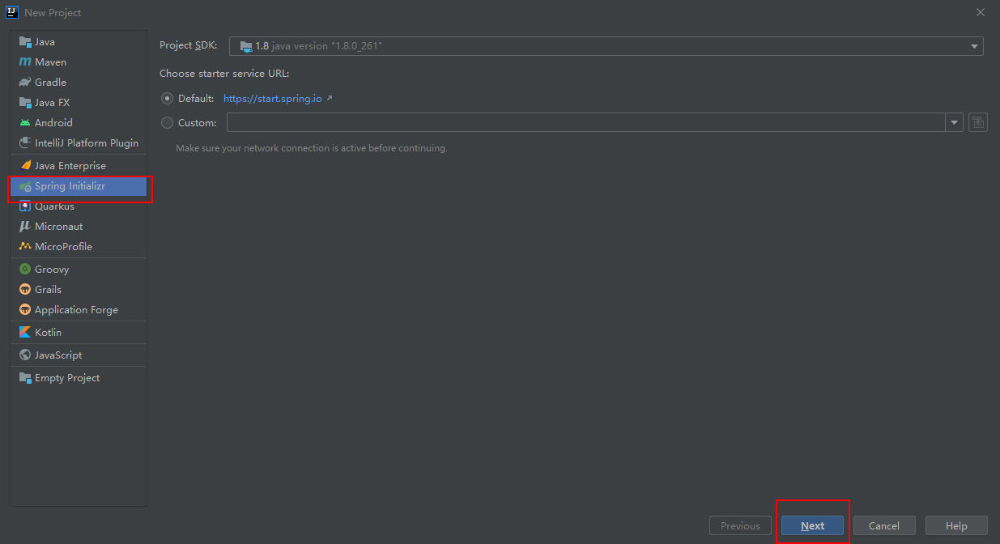 New Project
Java
Maven
Gradle
Java FX
Android
IntelliJ Platform Plugin
Java Enterprise
Spring Initializr
Quarkus
Micronaut
MicroProfile
Groovy
Grails
Application Forge
Kotlin
JavaScript
Empty Project
Project SDK: 1.8 java version "1.8.0_261"
Choose starter service URL:
Default: https://start.spring.io
Custom:
Make sure your network connection is active before continuing.
Previous Next Cancel Help